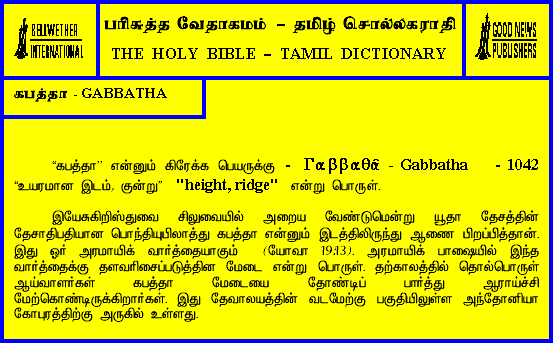 BELLWETHER
INTERNATIONAL
பரிசுத்த வேதாகமம் – தமிழ் சொல்லகராதி
THE HOLY BIBLE – TAMIL DICTIONARY
GOOD NEWS
PUBLISHERS
கபத்தா - GABBATHA
“கபத்தா” என்னும் கிரேக்க பெயருக்கு - Γαββαθᾶ - Gabbatha - 1042
“உயரமான இடம், குன்று” "height, ridge" என்று பொருள்.
இயேசுகிறிஸ்துவை சிலுவையில் அறைய வேண்டுமென்று யூதா தேசத்தின்
தேசாதிபதியான பொந்தியுபிலாத்து கபத்தா என்னும் இடத்திலிருந்து ஆணை பிறப்பித்தான்.
இது ஓர் அரமாயிக் வார்த்தையாகும் (யோவா 19:13). அரமாயிக் பாஷையில் இந்த
வார்த்தைக்கு தளவரிசைப்படுத்தின மேடை என்று பொருள். தற்காலத்தில் தொல்பொருள்
ஆய்வாளர்கள் கபத்தா மேடையை தோண்டிப் பார்த்து ஆராய்ச்சி
மேற்கொண்டிருக்கிறார்கள். இது தேவாலயத்தின் வடமேற்கு பகுதியிலுள்ள அந்தோனியா
கோபுரத்திற்கு அருகில் உள்ளது.